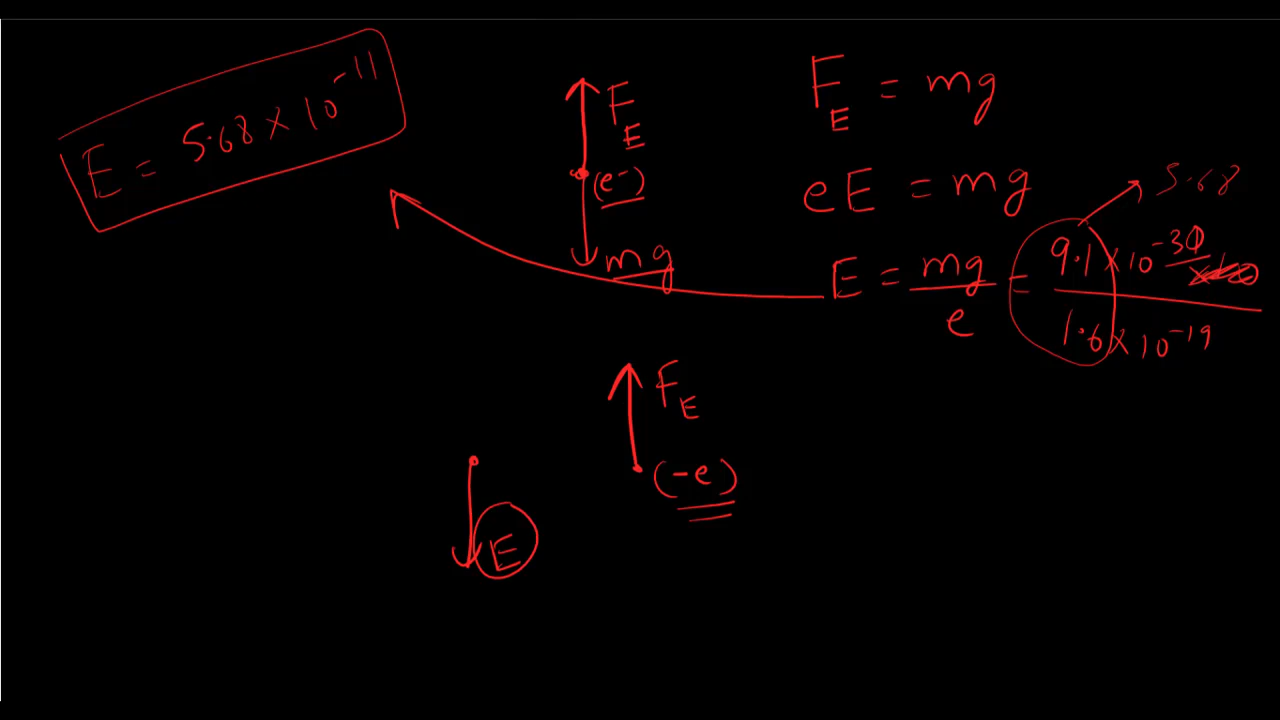 E = 5.68 × 10⁻¹¹
F_E
(e⁻)
mg
F_E = mg
eE = mg
5.68
E = mg/e = 9.1 × 10⁻³⁰ / 1.6 × 10⁻¹⁹
F_E
(-e)
E